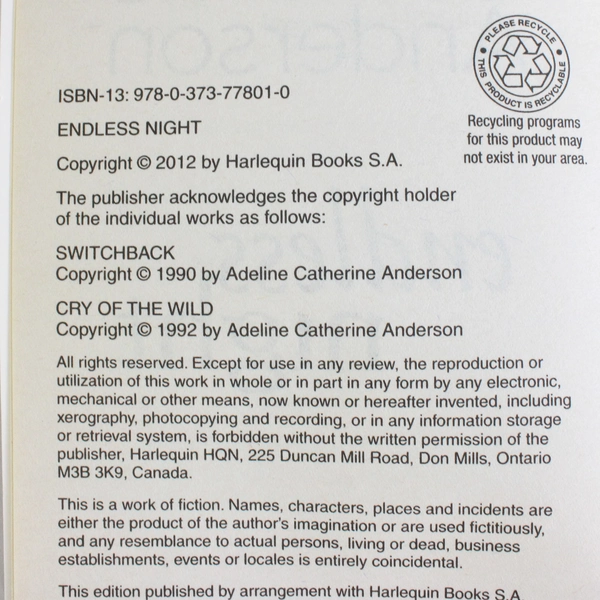 PLEASE RECYCLE
THIS PRODUCT IS RECYCLABLE
Recycling programs
for this product may
not exist in your area.
ISBN-13: 978-0-373-77801-0
ENDLESS NIGHT
Copyright © 2012 by Harlequin Books S.A.
The publisher acknowledges the copyright holder
of the individual works as follows:
SWITCHBACK
Copyright © 1990 by Adeline Catherine Anderson
CRY OF THE WILD
Copyright © 1992 by Adeline Catherine Anderson
All rights reserved. Except for use in any review, the reproduction or
utilization of this work in whole or in part in any form by any electronic,
mechanical or other means, now known or hereafter invented, including
xerography, photocopying and recording, or in any information storage
or retrieval system, is forbidden without the written permission of the
publisher, Harlequin HQN, 225 Duncan Mill Road, Don Mills, Ontario
M3B 3K9, Canada.
This is a work of fiction. Names, characters, places and incidents are
either the product of the author's imagination or are used fictitiously,
and any resemblance to actual persons, living or dead, business
establishments, events or locales is entirely coincidental.
This edition published by arrangement with Harlequin Books S.A